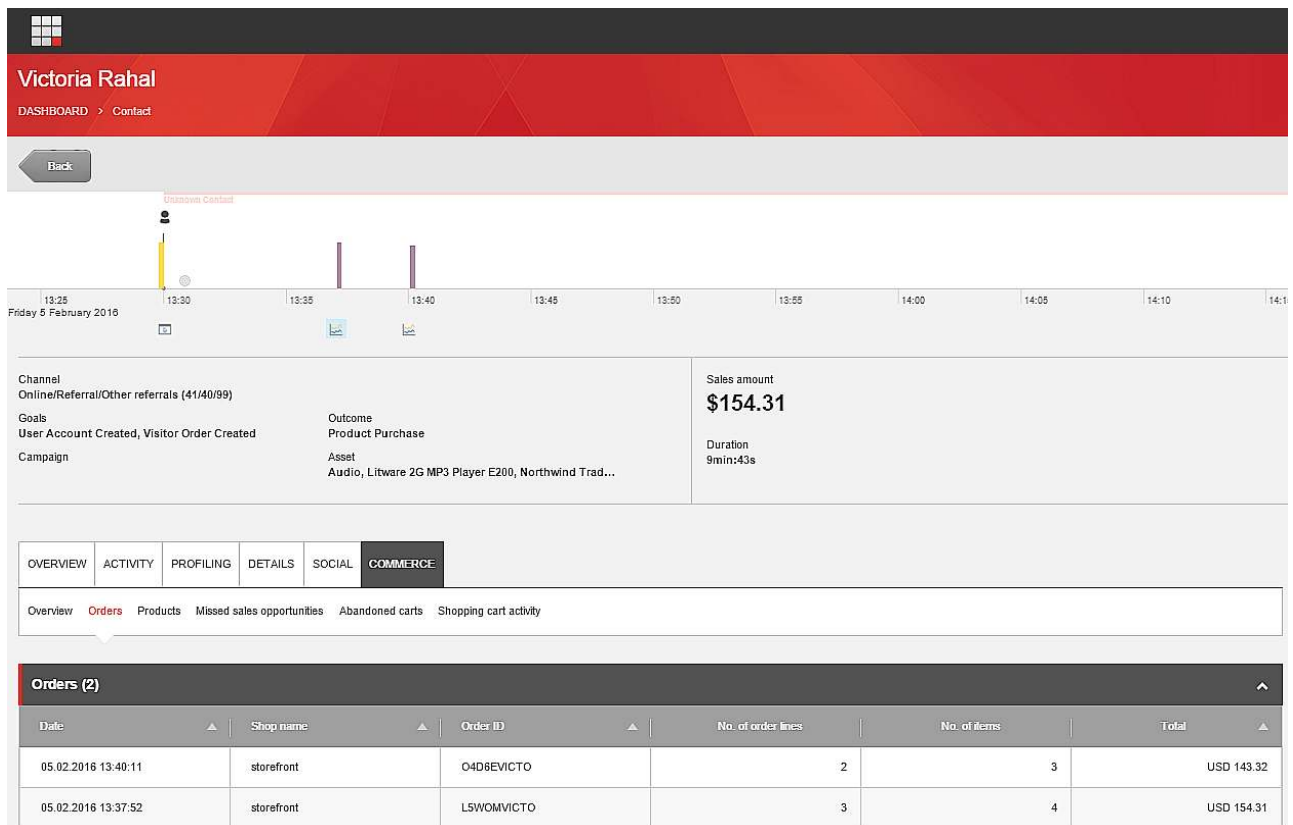 Victoria Rahal
DASHBOARD > Contact
Back
Unknown Contact
13:25 13:30 13:35 13:40 13:45 13:50 13:55 14:00 14:05 14:10 14:1
Friday 5 February 2016
Channel
Online/Referral/Other referrals (41/40/99)
Goals Outcome
User Account Created, Visitor Order Created Product Purchase
Campaign Asset
Audio, Litware 2G MP3 Player E200, Northwind Trad...
Sales amount
$154.31
Duration
9min:43s
OVERVIEW ACTIVITY PROFILING DETAILS SOCIAL COMMERCE
Overview Orders Products Missed sales opportunities Abandoned carts Shopping cart activity
Orders (2)
Date Shop name Order ID No. of order lines No. of items Total
05.02.2016 13:40:11 storefront O4D6EVICTO 2 3 USD 143.32
05.02.2016 13:37:52 storefront L5WOMVICTO 3 4 USD 154.31